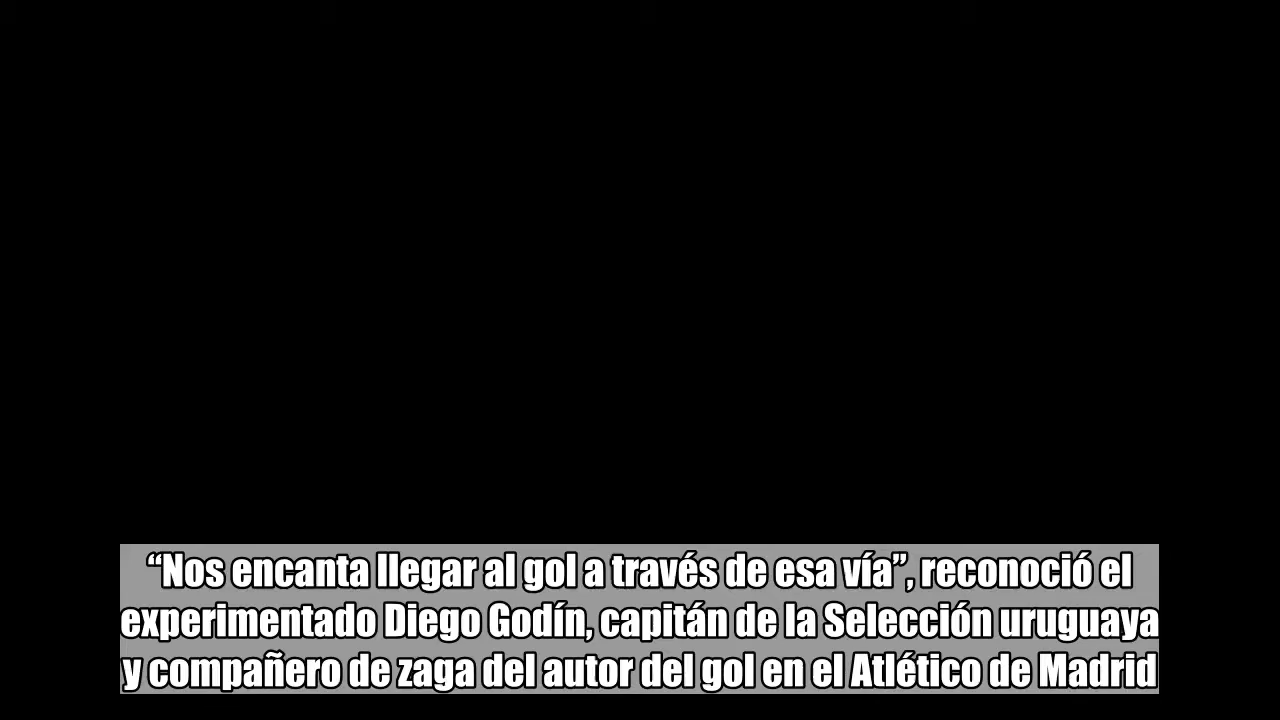 “Nos encanta llegar al gol a través de esa vía”, reconoció el
experimentado Diego Godín, capitán de la Selección uruguaya
y compañero de zaga del autor del gol en el Atlético de Madrid